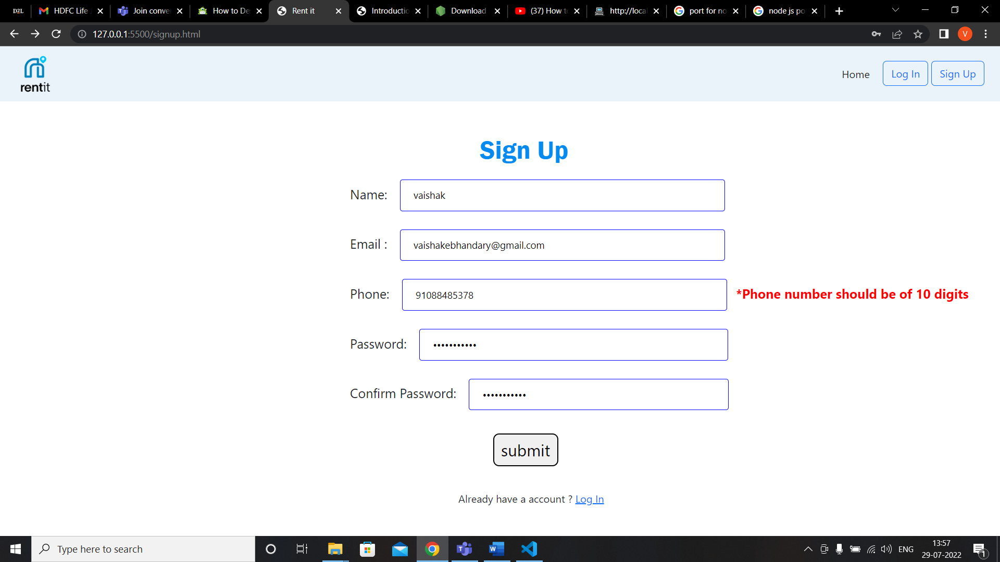 D2L HDFC Life Join conve How to De Rent it Introductio Download (37) How to http://local port for no node js po
127.0.0.1:5500/signup.html V
rentit
Home Log In Sign Up
Sign Up
Name: vaishak
Email : vaishakebhandary@gmail.com
Phone: 91088485378 *Phone number should be of 10 digits
Password: •••••••••••
Confirm Password: •••••••••••
submit
Already have a account ? Log In
Type here to search
ENG
13:57
29-07-2022
1